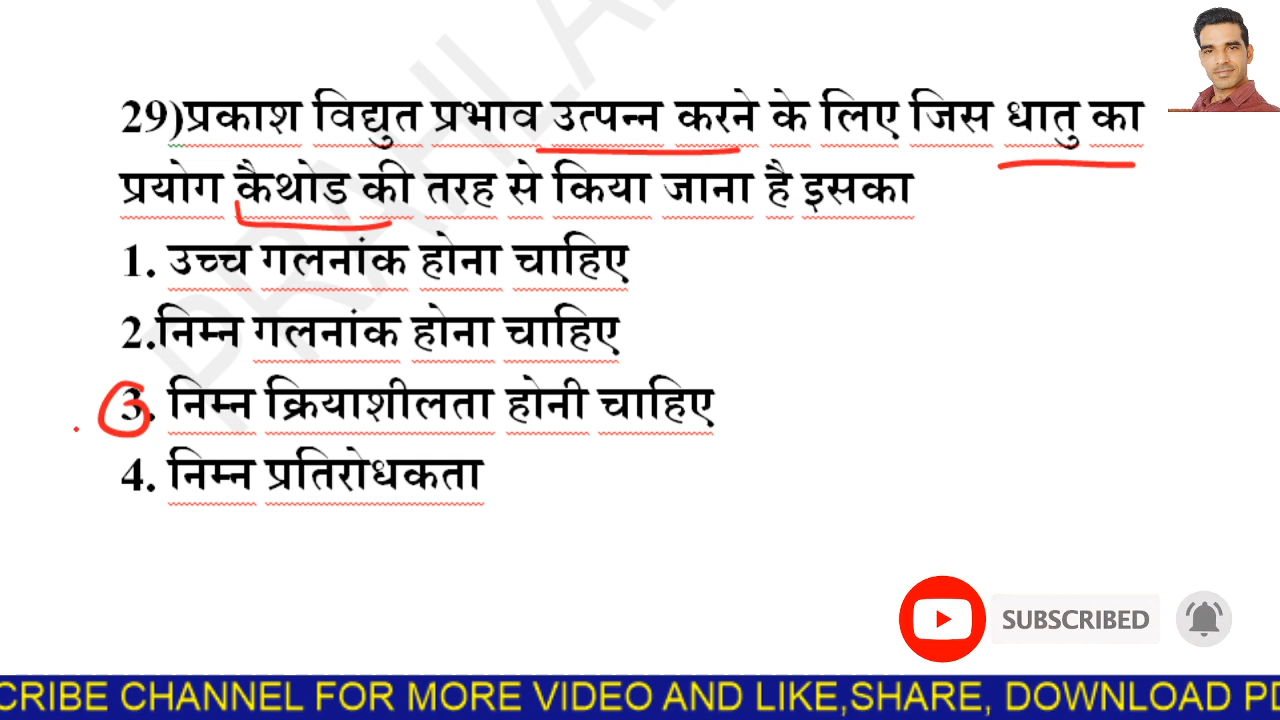 29)प्रकाश विद्युत प्रभाव उत्पन्न करने के लिए जिस धातु का
प्रयोग कैथोड की तरह से किया जाना है इसका
1. उच्च गलनांक होना चाहिए
2.निम्न गलनांक होना चाहिए
3. निम्न क्रियाशीलता होनी चाहिए
4. निम्न प्रतिरोधकता
SUBSCRIBED
CRIBE CHANNEL FOR MORE VIDEO AND LIKE,SHARE, DOWNLOAD PD